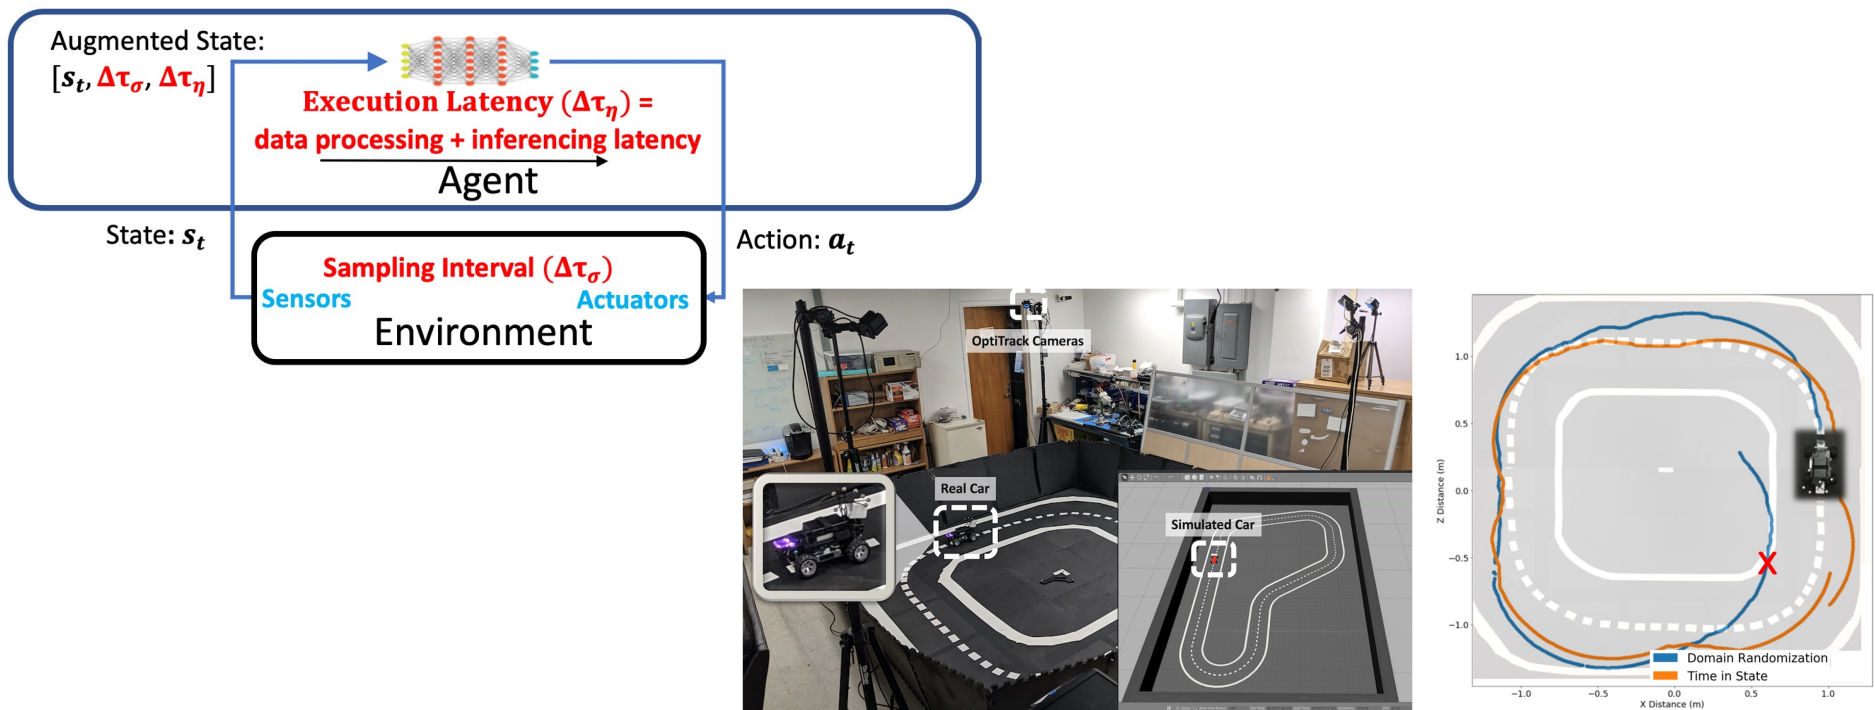 Augmented State:
[s_t, Δτ_σ, Δτ_η]
Execution Latency (Δτ_η) =
data processing + inferencing latency
Agent
State: s_t
Action: a_t
Sampling Interval (Δτ_σ)
Sensors
Actuators
Environment
OptiTrack Cameras
Real Car
Simulated Car
Z Distance (m)
1.0
0.5
0.0
−0.5
−1.0
X
Domain Randomization
Time in State
−1.0
−0.5
0.0
0.5
1.0
X Distance (m)